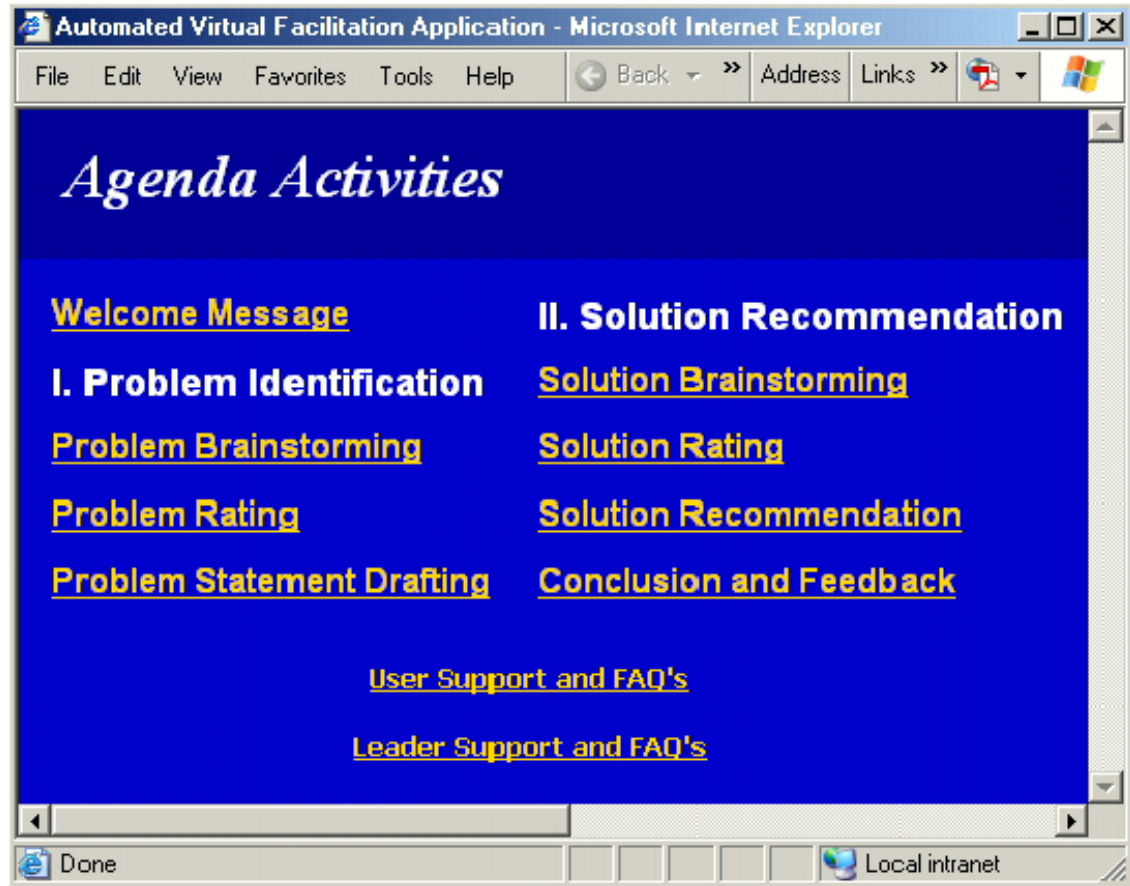 Automated Virtual Facilitation Application - Microsoft Internet Explorer
File Edit View Favorites Tools Help Back » Address Links »
Agenda Activities
Welcome Message
I. Problem Identification
Problem Brainstorming
Problem Rating
Problem Statement Drafting
II. Solution Recommendation
Solution Brainstorming
Solution Rating
Solution Recommendation
Conclusion and Feedback
User Support and FAQ's
Leader Support and FAQ's
Done Local intranet